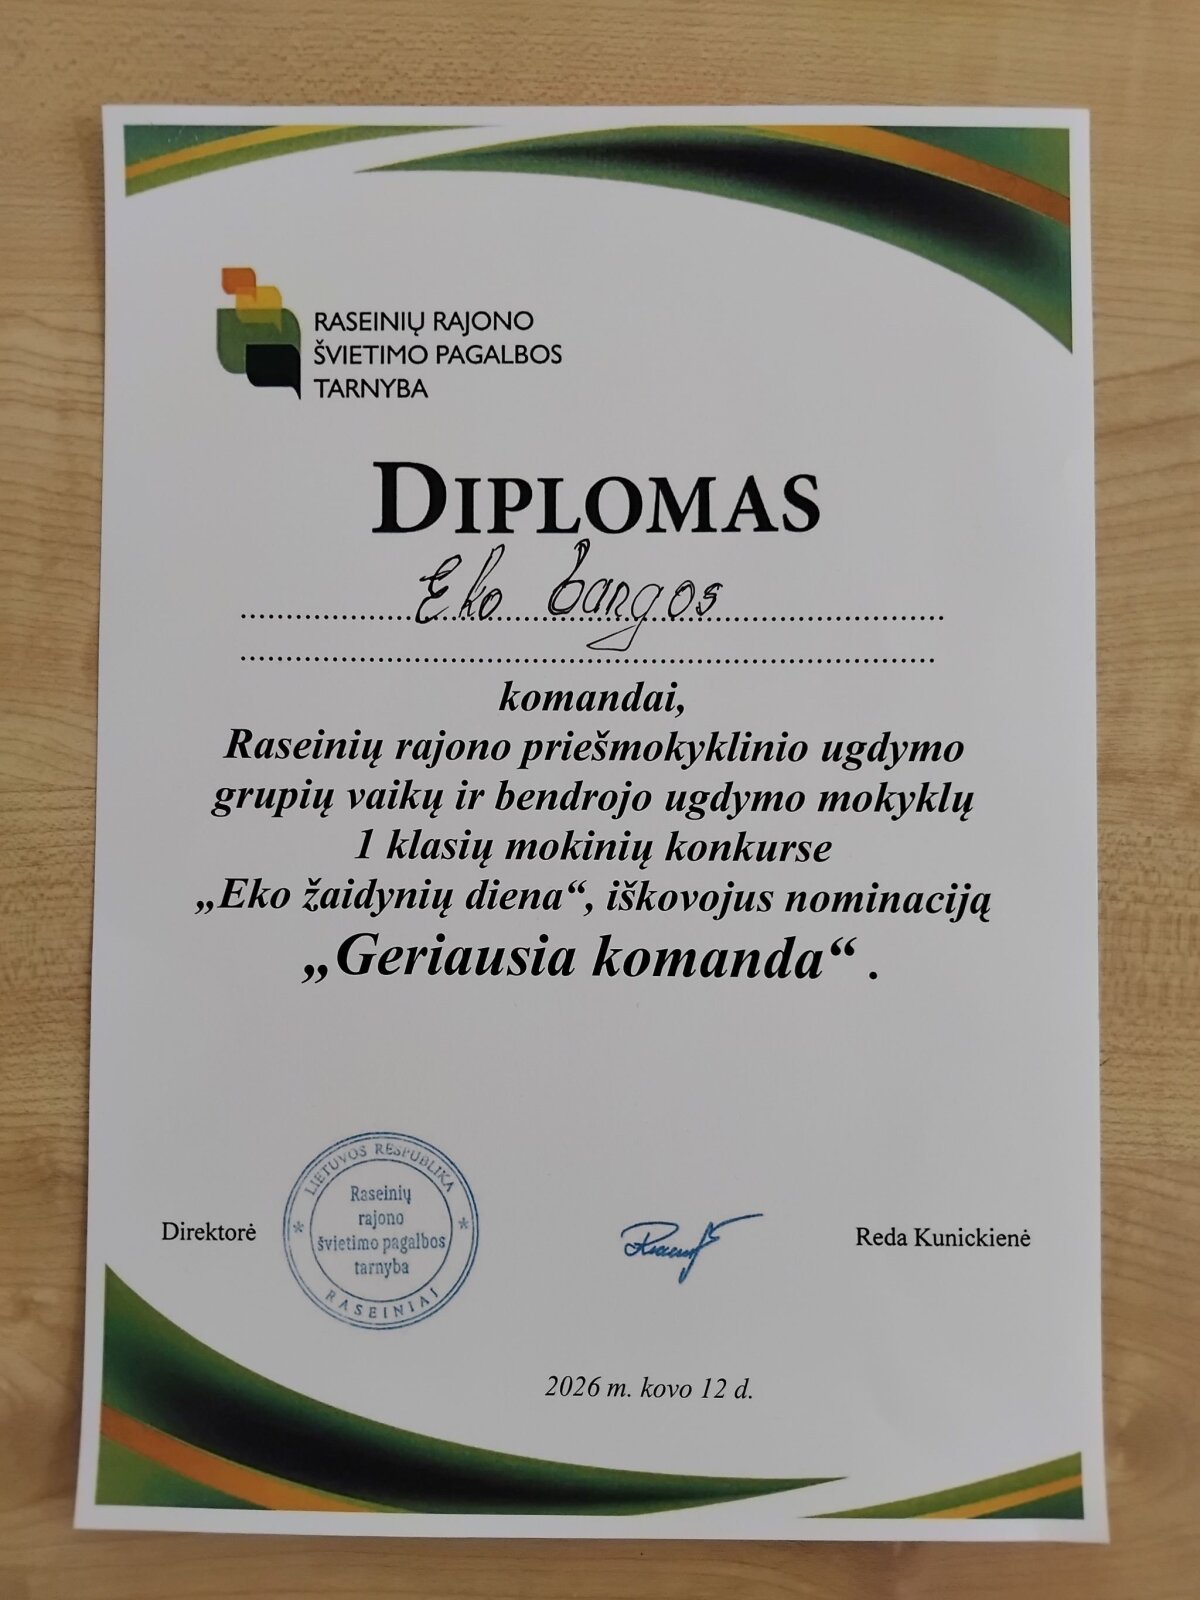 RASEINIŲ RAJONO
ŠVIETIMO PAGALBOS
TARNYBA
DIPLOMAS
Eko bangos
komandai,
Raseinių rajono priešmokyklinio ugdymo
grupių vaikų ir bendrojo ugdymo mokyklų
1 klasių mokinių konkurse
„Eko žaidynių diena“, iškovojus nominaciją
„Geriausia komanda“ .
Direktorė
LIETUVOS RESPUBLIKA
Raseinių
rajono
švietimo pagalbos
tarnyba
* RASEINIAI *
Reda Kunickienė
2026 m. kovo 12 d.